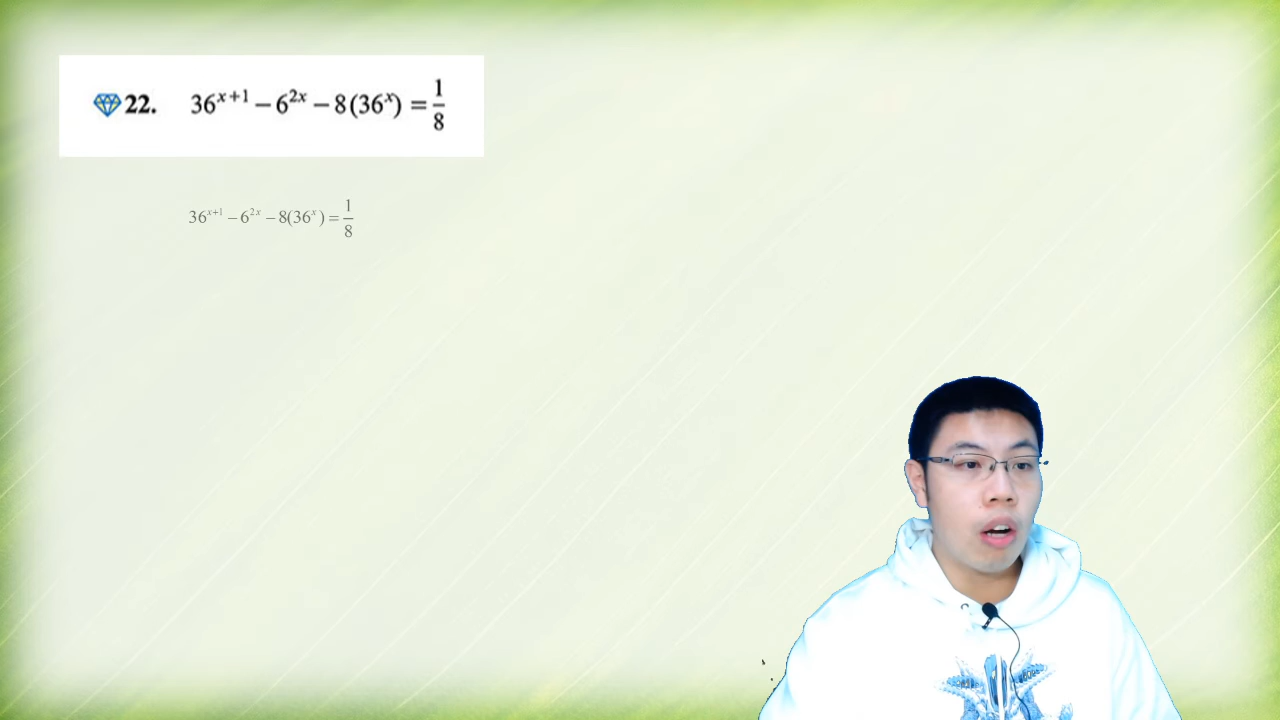 22. 36^{x+1} − 6^{2x} − 8(36^x) = 1/8
36^{x+1} − 6^{2x} − 8(36^x) = 1/8